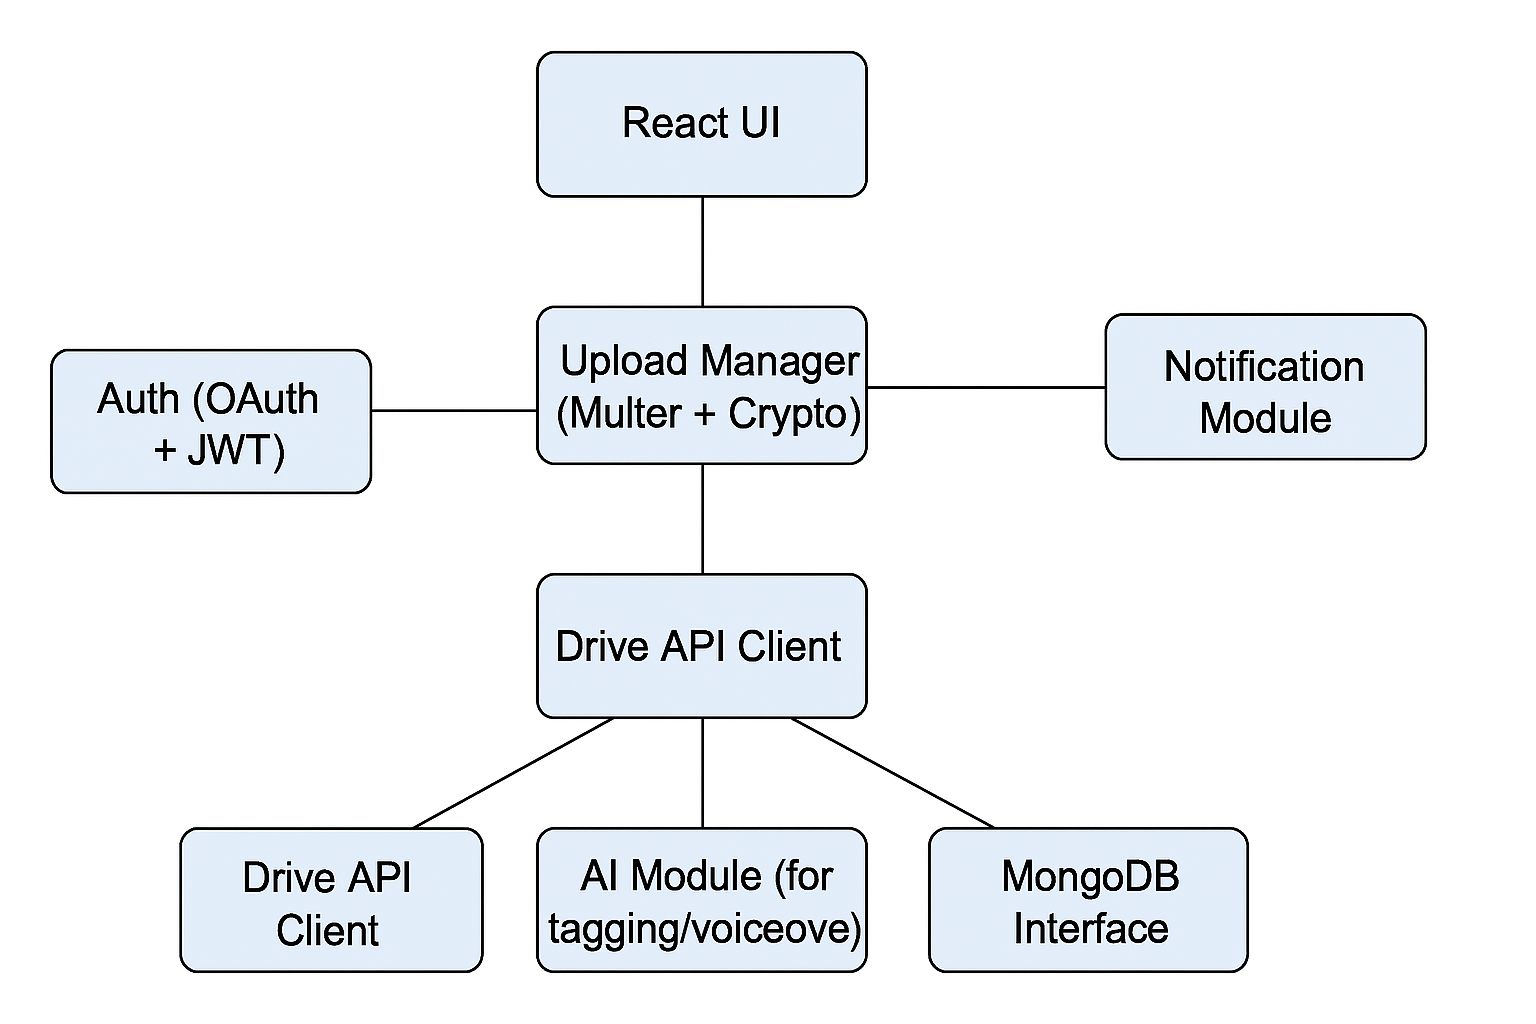 React UI
Upload Manager
(Multer + Crypto)
Auth (OAuth
+ JWT)
Notification
Module
Drive API Client
Drive API
Client
AI Module (for
tagging/voiceove)
MongoDB
Interface